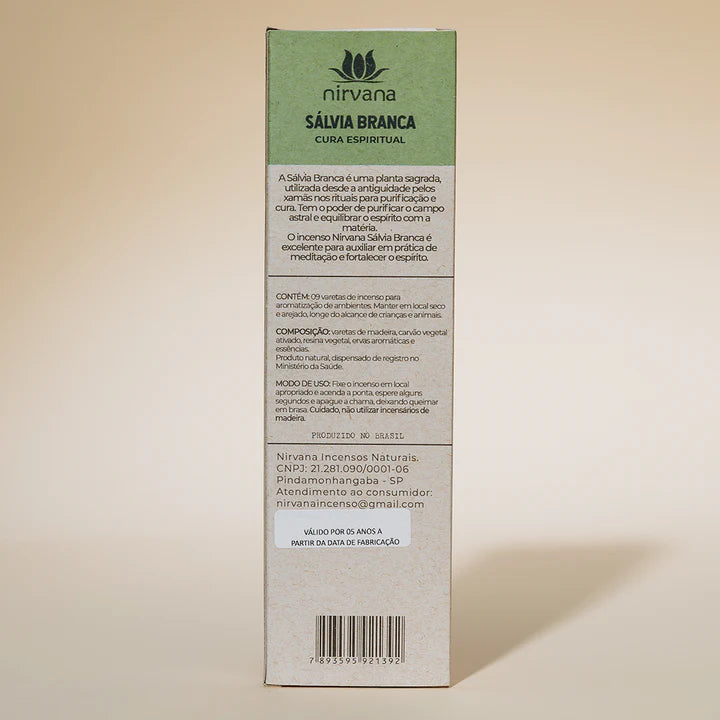 nirvana
SÁLVIA BRANCA
CURA ESPIRITUAL
A Sálvia Branca é uma planta sagrada,
utilizada desde a antiguidade pelos
xamãs nos rituais para purificação e
cura. Tem o poder de purificar o campo
astral e equilibrar o espírito com a
matéria.
O incenso Nirvana Sálvia Branca é
excelente para auxiliar em prática de
meditação e fortalecer o espírito.
CONTÉM: 09 varetas de incenso para
aromatização de ambientes. Manter em local seco
e arejado, longe do alcance de crianças e animais.
COMPOSIÇÃO: varetas de madeira, carvão vegetal
ativado, resina vegetal, ervas aromáticas e
essências.
Produto natural, dispensado de registro no
Ministério da Saúde.
MODO DE USO: Fixe o incenso em local
apropriado e acenda a ponta, espere alguns
segundos e apague a chama, deixando queimar
em brasa. Cuidado, não utilizar incensários de
madeira.
PRODUZIDO NO BRASIL
Nirvana Incensos Naturais.
CNPJ: 21.281.090/0001-06
Pindamonhangaba - SP
Atendimento ao consumidor:
nirvanaincenso@gmail.com
VÁLIDO POR 05 ANOS A
PARTIR DA DATA DE FABRICAÇÃO
7 893595 921392